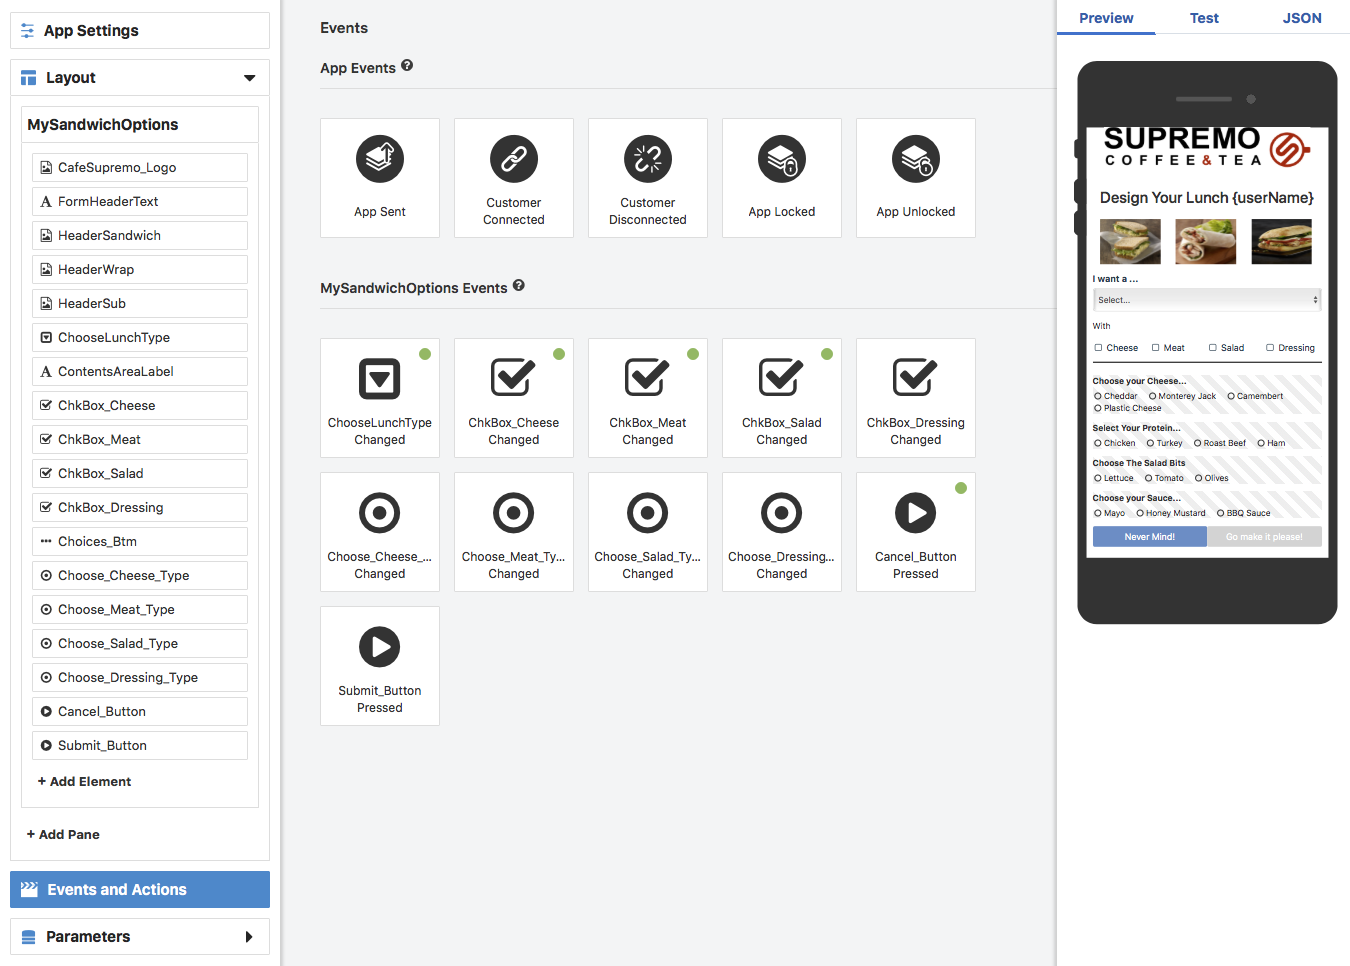 App Settings
Layout
MySandwichOptions
CafeSupremo_Logo
FormHeaderText
HeaderSandwich
HeaderWrap
HeaderSub
ChooseLunchType
ContentsAreaLabel
ChkBox_Cheese
ChkBox_Meat
ChkBox_Salad
ChkBox_Dressing
Choices_Btm
Choose_Cheese_Type
Choose_Meat_Type
Choose_Salad_Type
Choose_Dressing_Type
Cancel_Button
Submit_Button
+ Add Element
+ Add Pane
Events and Actions
Parameters
Events
App Events ?
App Sent
Customer
Connected
Customer
Disconnected
App Locked
App Unlocked
MySandwichOptions Events ?
ChooseLunchType
Changed
ChkBox_Cheese
Changed
ChkBox_Meat
Changed
ChkBox_Salad
Changed
ChkBox_Dressing
Changed
Choose_Cheese_...
Changed
Choose_Meat_Ty...
Changed
Choose_Salad_Ty...
Changed
Choose_Dressing...
Changed
Cancel_Button
Pressed
Submit_Button
Pressed
Preview Test JSON
SUPREMO
COFFEE & TEA
Design Your Lunch {userName}
I want a ...
Select...
With
Cheese Meat Salad Dressing
Choose your Cheese...
Cheddar Monterey Jack Camembert
Plastic Cheese
Select Your Protein...
Chicken Turkey Roast Beef Ham
Choose The Salad Bits
Lettuce Tomato Olives
Choose your Sauce...
Mayo Honey Mustard BBQ Sauce
Never Mind! Go make it please!